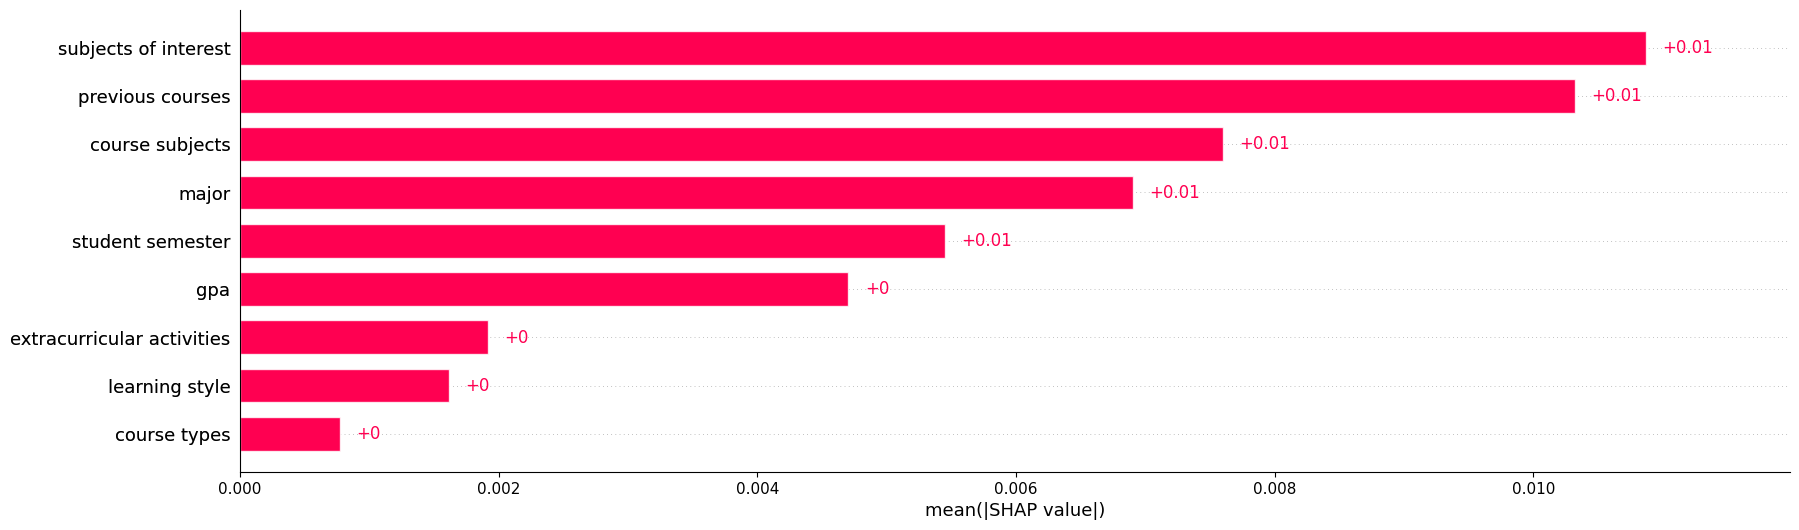 subjects of interest +0.01
previous courses +0.01
course subjects +0.01
major +0.01
student semester +0.01
gpa +0
extracurricular activities +0
learning style +0
course types +0
0.000 0.002 0.004 0.006 0.008 0.010
mean(|SHAP value|)